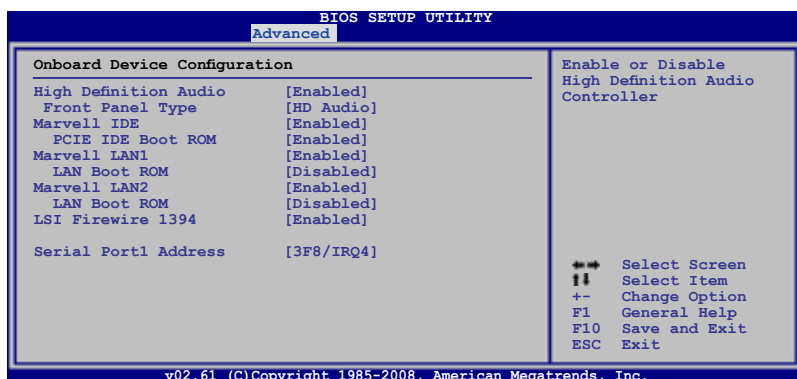 BIOS SETUP UTILITY
Advanced
Onboard Device Configuration
High Definition Audio [Enabled]
Front Panel Type [HD Audio]
Marvell IDE [Enabled]
PCIE IDE Boot ROM [Enabled]
Marvell LAN1 [Enabled]
LAN Boot ROM [Disabled]
Marvell LAN2 [Enabled]
LAN Boot ROM [Disabled]
LSI Firewire 1394 [Enabled]
Serial Port1 Address [3F8/IRQ4]
Enable or Disable
High Definition Audio
Controller
←→ Select Screen
↑↓ Select Item
+- Change Option
F1 General Help
F10 Save and Exit
ESC Exit
v02.61 (C)Copyright 1985-2008, American Megatrends, Inc.